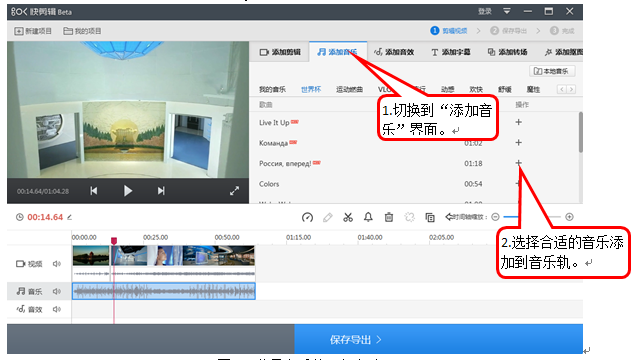 快剪辑 Beta
登录
新建项目 我的项目
1 剪辑视频 2 保存导出 3 完成
添加剪辑 添加音乐 添加音效 添加字幕 添加转场 添加抠图
本地音乐
我的音乐 世界杯 运动燃曲 VLO 行 动感 欢快 舒缓 魔性
歌曲 操作
Live It Up
Команда 01:02
Россия, вперед! 01:18
Colors 00:54
1.切换到“添加音
乐”界面。
2.选择合适的音乐添
加到音乐轨。
00:14.64/01:04.28
00:14.64
时间轴缩放：
00:00.00 00:25.00 00:50.00 01:15.00 01:40.00 02:05.00
视频
音乐
音效
保存导出